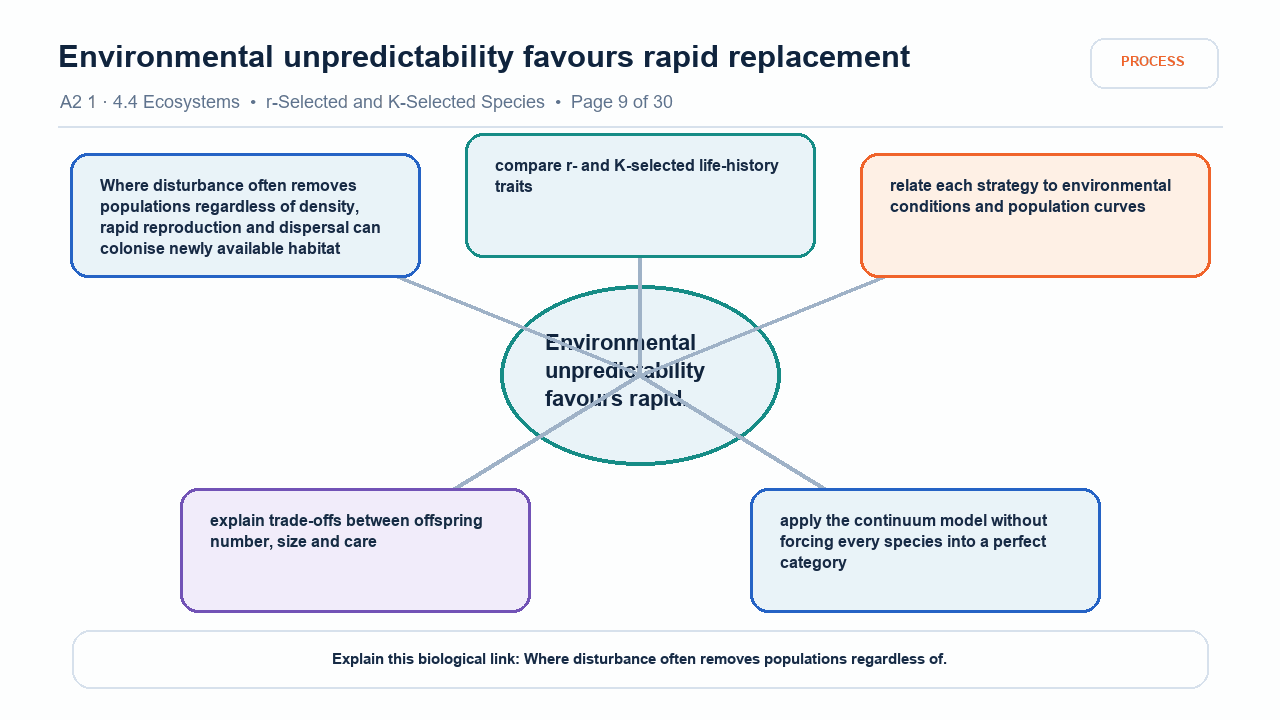 Environmental unpredictability favours rapid replacement
PROCESS
A2 1 · 4.4 Ecosystems • r-Selected and K-Selected Species • Page 9 of 30
Where disturbance often removes
populations regardless of density,
rapid reproduction and dispersal can
colonise newly available habitat
compare r- and K-selected life-history
traits
relate each strategy to environmental
conditions and population curves
Environmental
unpredictability
favours rapid.
explain trade-offs between offspring
number, size and care
apply the continuum model without
forcing every species into a perfect
category
Explain this biological link: Where disturbance often removes populations regardless of.